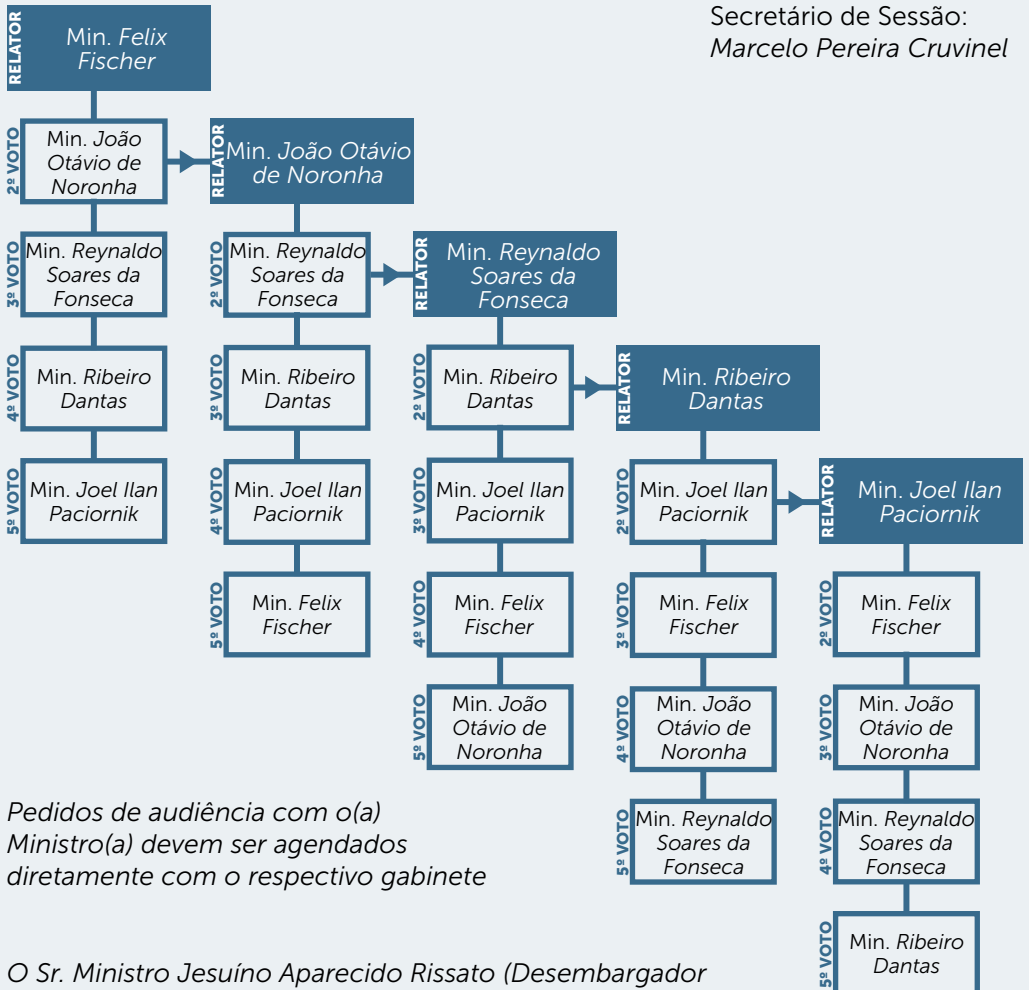 Secretário de Sessão:
Marcelo Pereira Cruvinel
RELATOR
Min. Felix
Fischer
2º VOTO
Min. João
Otávio de
Noronha
3º VOTO
Min. Reynaldo
Soares da
Fonseca
4º VOTO
Min. Ribeiro
Dantas
5º VOTO
Min. Joel Ilan
Paciornik
RELATOR
Min. João Otávio
de Noronha
2º VOTO
Min. Reynaldo
Soares da
Fonseca
3º VOTO
Min. Ribeiro
Dantas
4º VOTO
Min. Joel Ilan
Paciornik
5º VOTO
Min. Felix
Fischer
RELATOR
Min. Reynaldo
Soares da
Fonseca
2º VOTO
Min. Ribeiro
Dantas
3º VOTO
Min. Joel Ilan
Paciornik
4º VOTO
Min. Felix
Fischer
5º VOTO
Min. João
Otávio de
Noronha
RELATOR
Min. Ribeiro
Dantas
2º VOTO
Min. Joel Ilan
Paciornik
3º VOTO
Min. Felix
Fischer
4º VOTO
Min. João
Otávio de
Noronha
5º VOTO
Min. Reynaldo
Soares da
Fonseca
RELATOR
Min. Joel Ilan
Paciornik
2º VOTO
Min. Felix
Fischer
3º VOTO
Min. João
Otávio de
Noronha
4º VOTO
Min. Reynaldo
Soares da
Fonseca
5º VOTO
Min. Ribeiro
Dantas
Pedidos de audiência com o(a)
Ministro(a) devem ser agendados
diretamente com o respectivo gabinete
O Sr. Ministro Jesuíno Aparecido Rissato (Desembargador